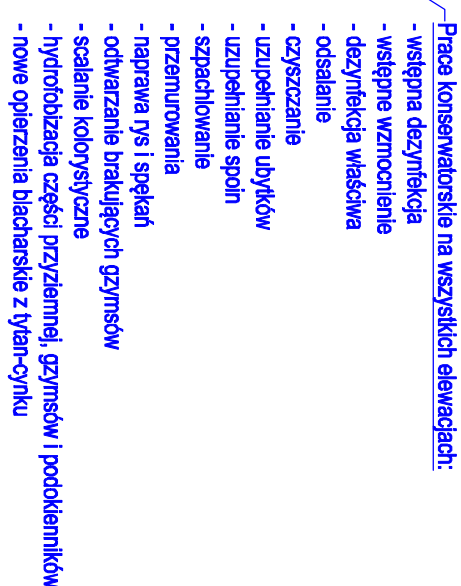 Prace konserwatorskie na wszystkich elewacjach:
- wstępna dezynfekcja
- wstępne wzmocnienie
- dezynfekcja właściwa
- odsalanie
- czyszczanie
- uzupełnianie ubytków
- uzupełnianie spoin
- szpachlowanie
- przemurowania
- naprawa rys i spękań
- odtwarzanie brakujących gzymsów
- scalanie kolorystyczne
- hydrofobizacja części przyziemnej, gzymsów i podokienników
- nowe opierzenia blacharskie z tytan-cynku